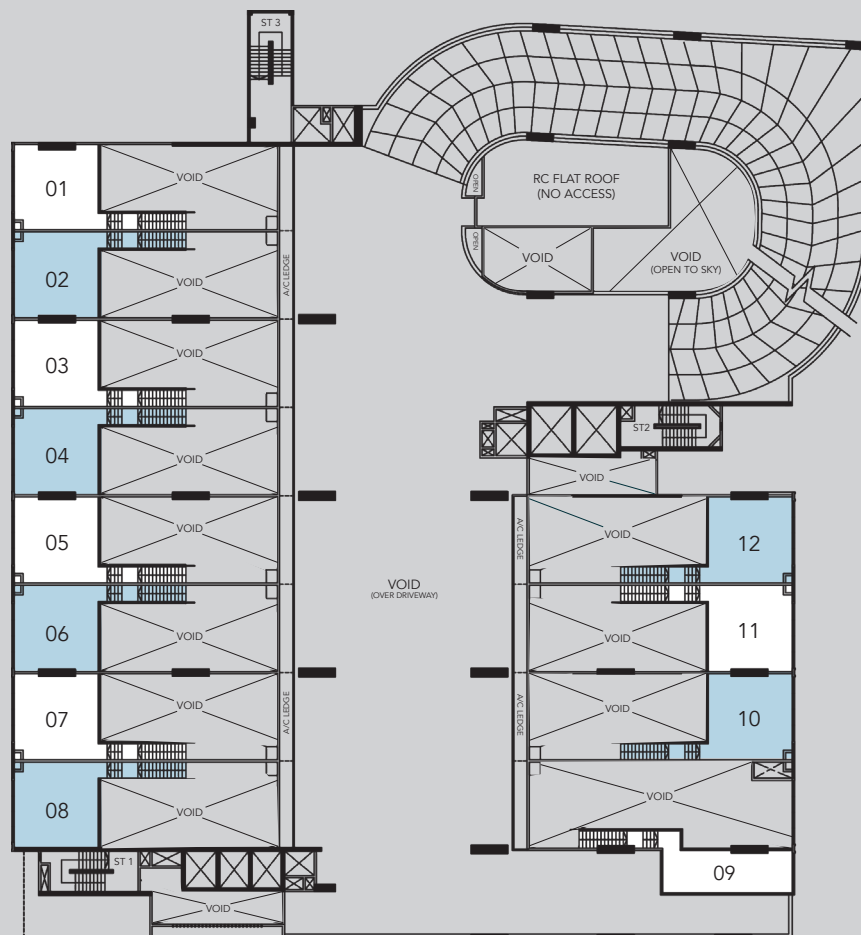 ST 3
01
VOID
02
VOID
A/C LEDGE
03
VOID
04
VOID
05
VOID
06
VOID
07
VOID
A/C LEDGE
08
VOID
ST 1
VOID
VOID
(OVER DRIVEWAY)
OPEN
OPEN
RC FLAT ROOF
(NO ACCESS)
VOID
VOID
(OPEN TO SKY)
ST2
VOID
A/C LEDGE
VOID
12
VOID
11
A/C LEDGE
VOID
10
VOID
09